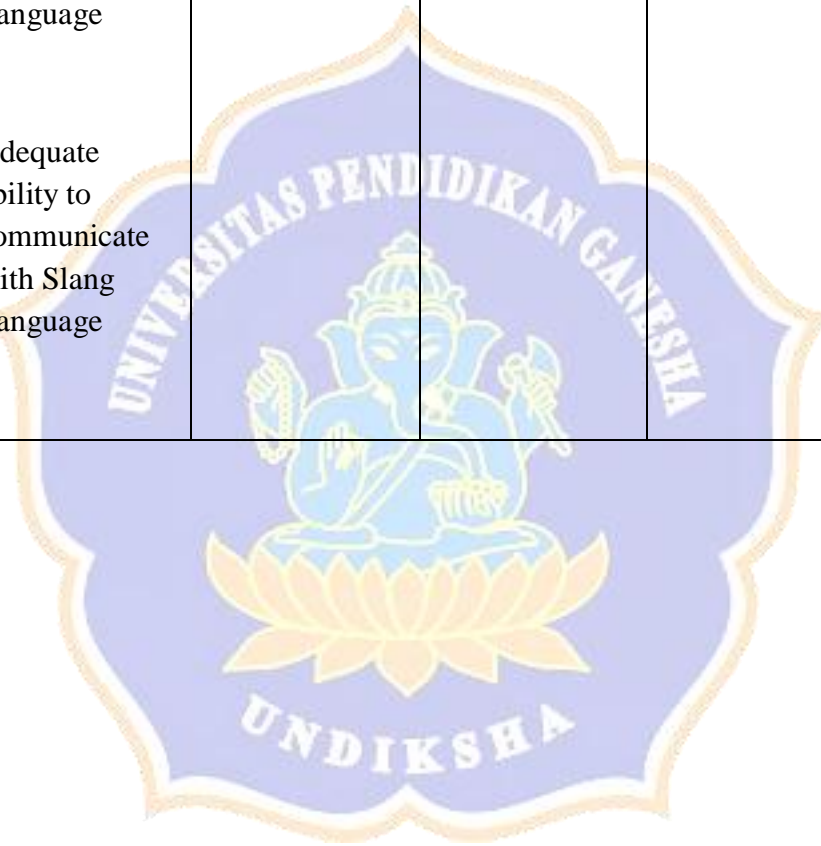 anguage
dequate
bility to
ommunicate
ith Slang
anguage
UNIVERSITAS PENDIDIKAN GANESHA
UNDIKSHA